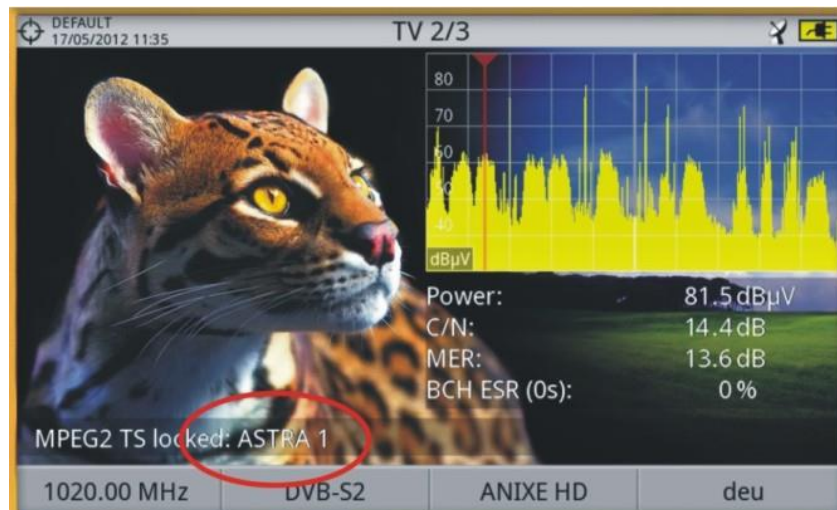 DEFAULT
17/05/2012 11:35
TV 2/3
80
70
60
50
40
dBµV
Power: 81.5 dBµV
C/N: 14.4 dB
MER: 13.6 dB
BCH ESR (0s): 0 %
MPEG2 TS locked: ASTRA 1
1020.00 MHz DVB-S2 ANIXE HD deu